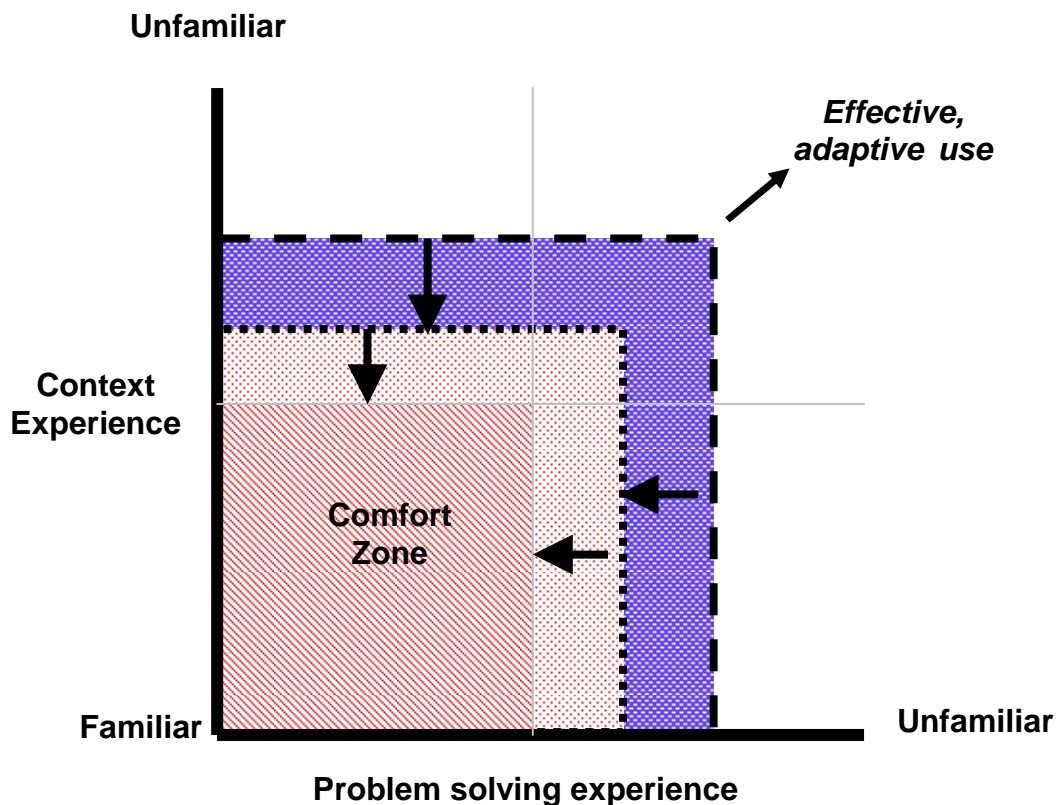 Unfamiliar
Effective,
adaptive use
Context
Experience
Comfort
Zone
Familiar
Unfamiliar
Problem solving experience